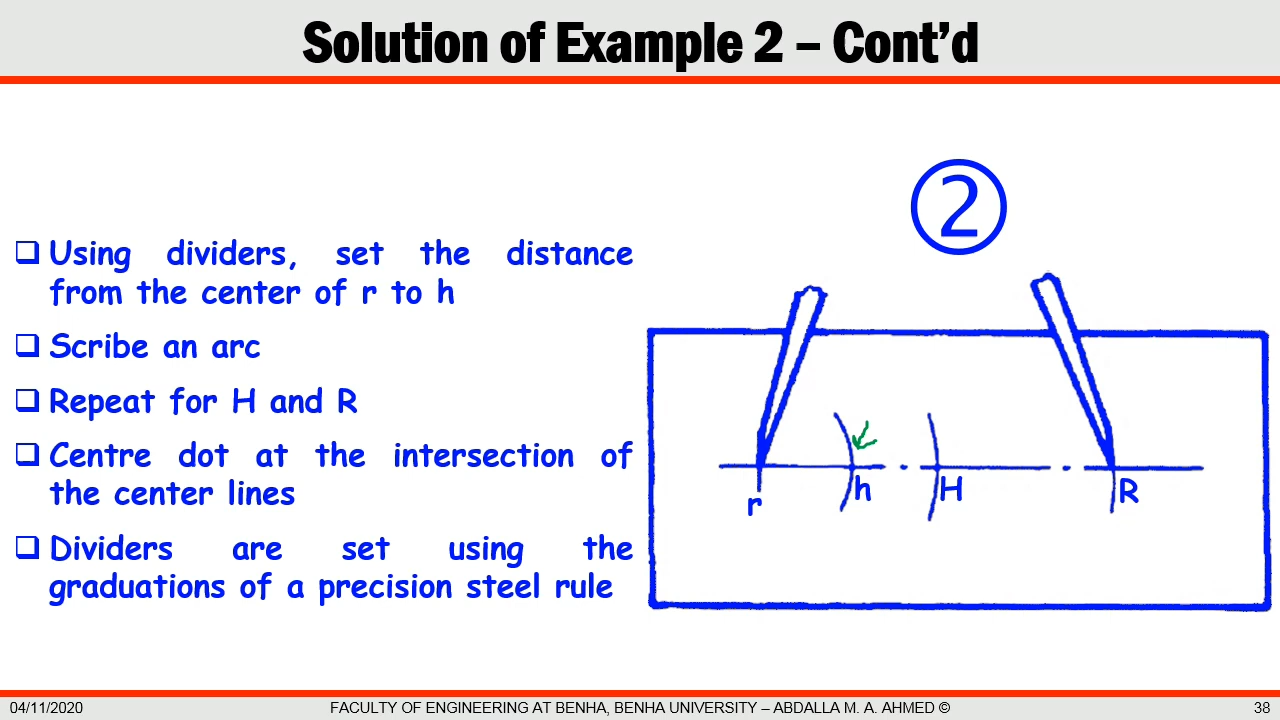 Solution of Example 2 – Cont’d
❑ Using dividers, set the distance
from the center of r to h
❑ Scribe an arc
❑ Repeat for H and R
❑ Centre dot at the intersection of
the center lines
❑ Dividers are set using the
graduations of a precision steel rule
②
r
h
H
R
04/11/2020
FACULTY OF ENGINEERING AT BENHA, BENHA UNIVERSITY – ABDALLA M. A. AHMED ©
38